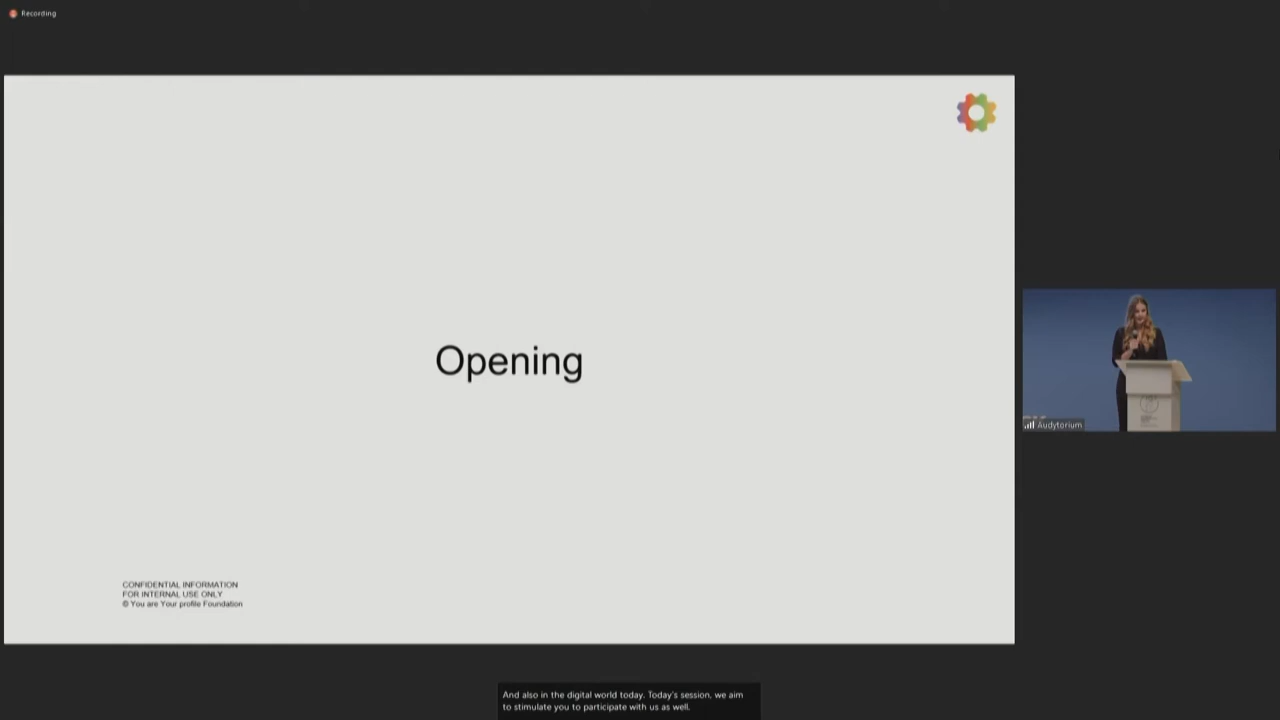 Recording
Opening
CONFIDENTIAL INFORMATION
FOR INTERNAL USE ONLY
© You are Your profile Foundation
Audytorium
And also in the digital world today. Today's session, we aim
to stimulate you to participate with us as well.